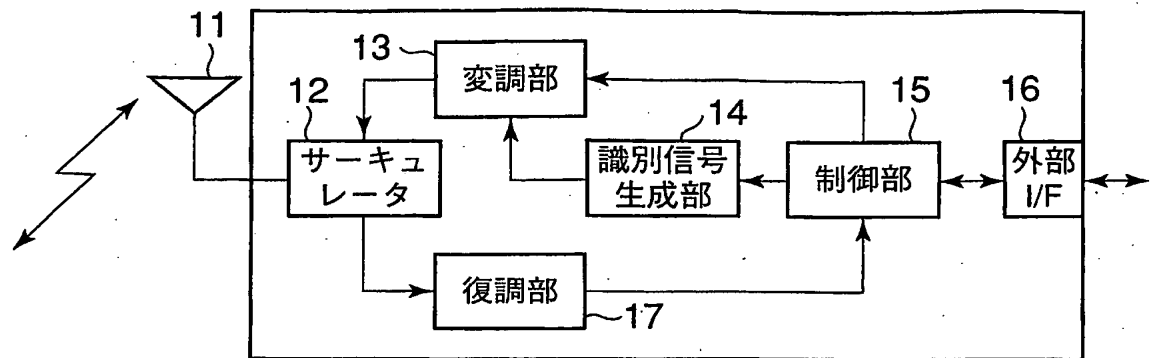 11
13
変調部
12
サーキュ
レータ
14
識別信号
生成部
15
制御部
16
外部
I/F
復調部
17